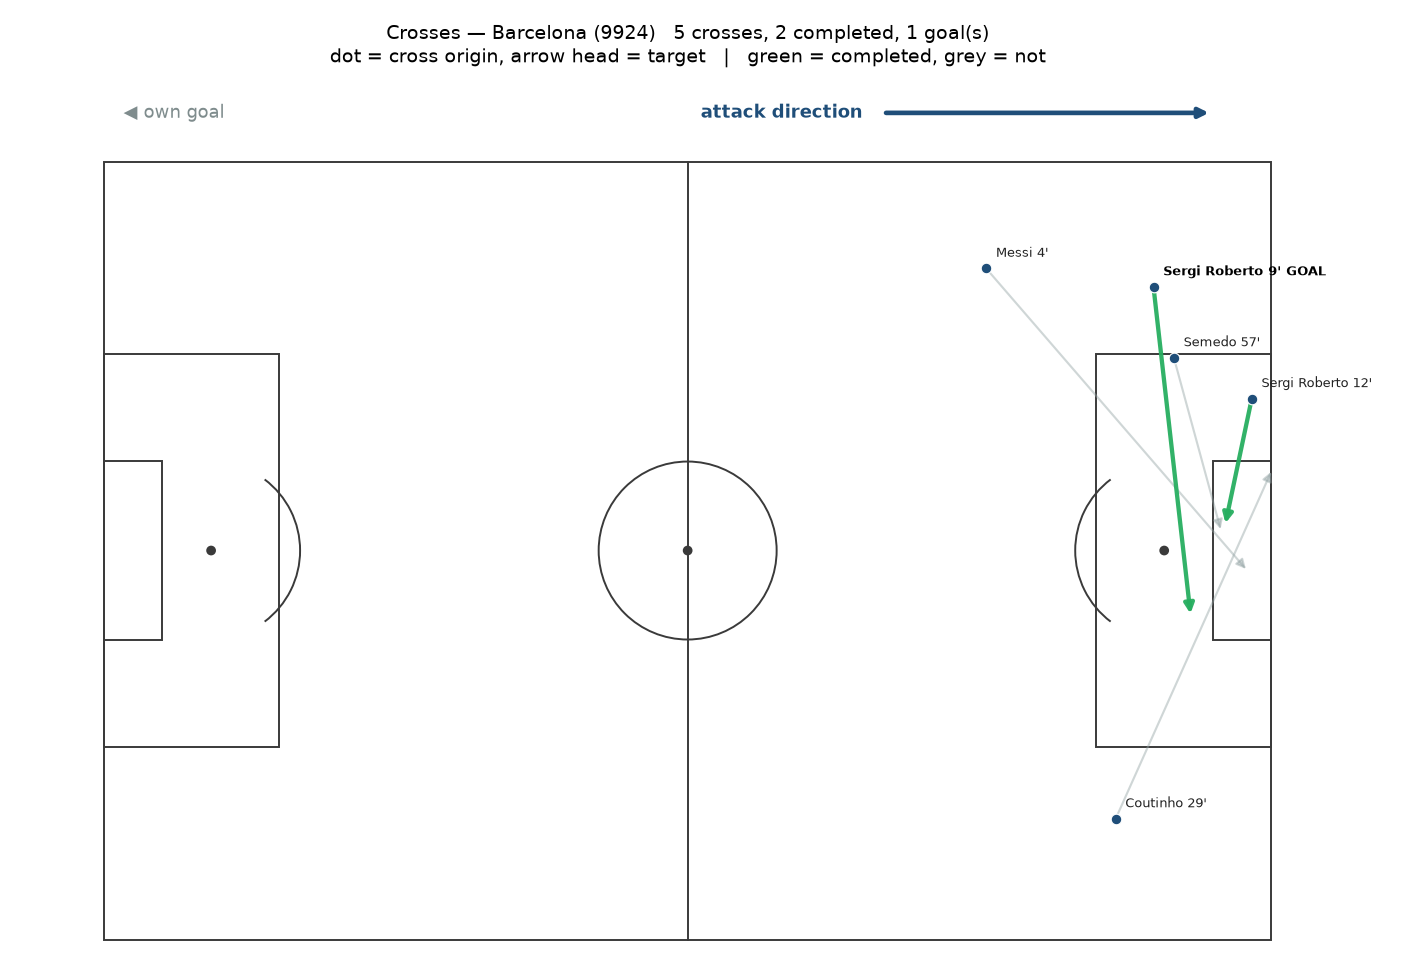 Crosses — Barcelona (9924)   5 crosses, 2 completed, 1 goal(s)
dot = cross origin, arrow head = target   |   green = completed, grey = not
◀ own goal
attack direction
Messi 4'
Sergi Roberto 9' GOAL
Semedo 57'
Sergi Roberto 12'
Coutinho 29'